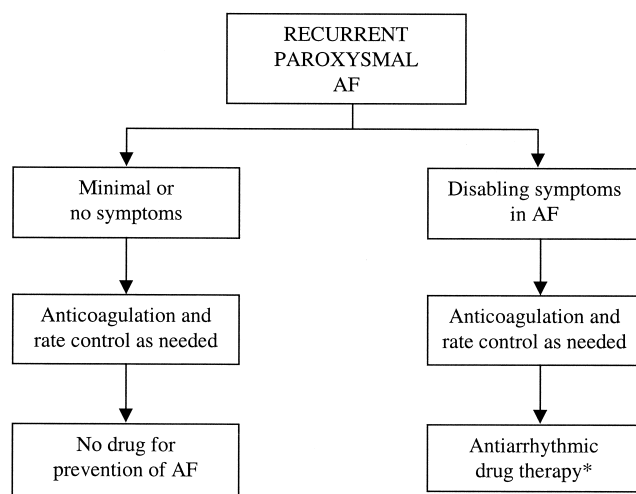 RECURRENT
PAROXYSMAL
AF
Minimal or
no symptoms
Disabling symptoms
in AF
Anticoagulation and
rate control as needed
Anticoagulation and
rate control as needed
No drug for
prevention of AF
Antiarrhythmic
drug therapy*